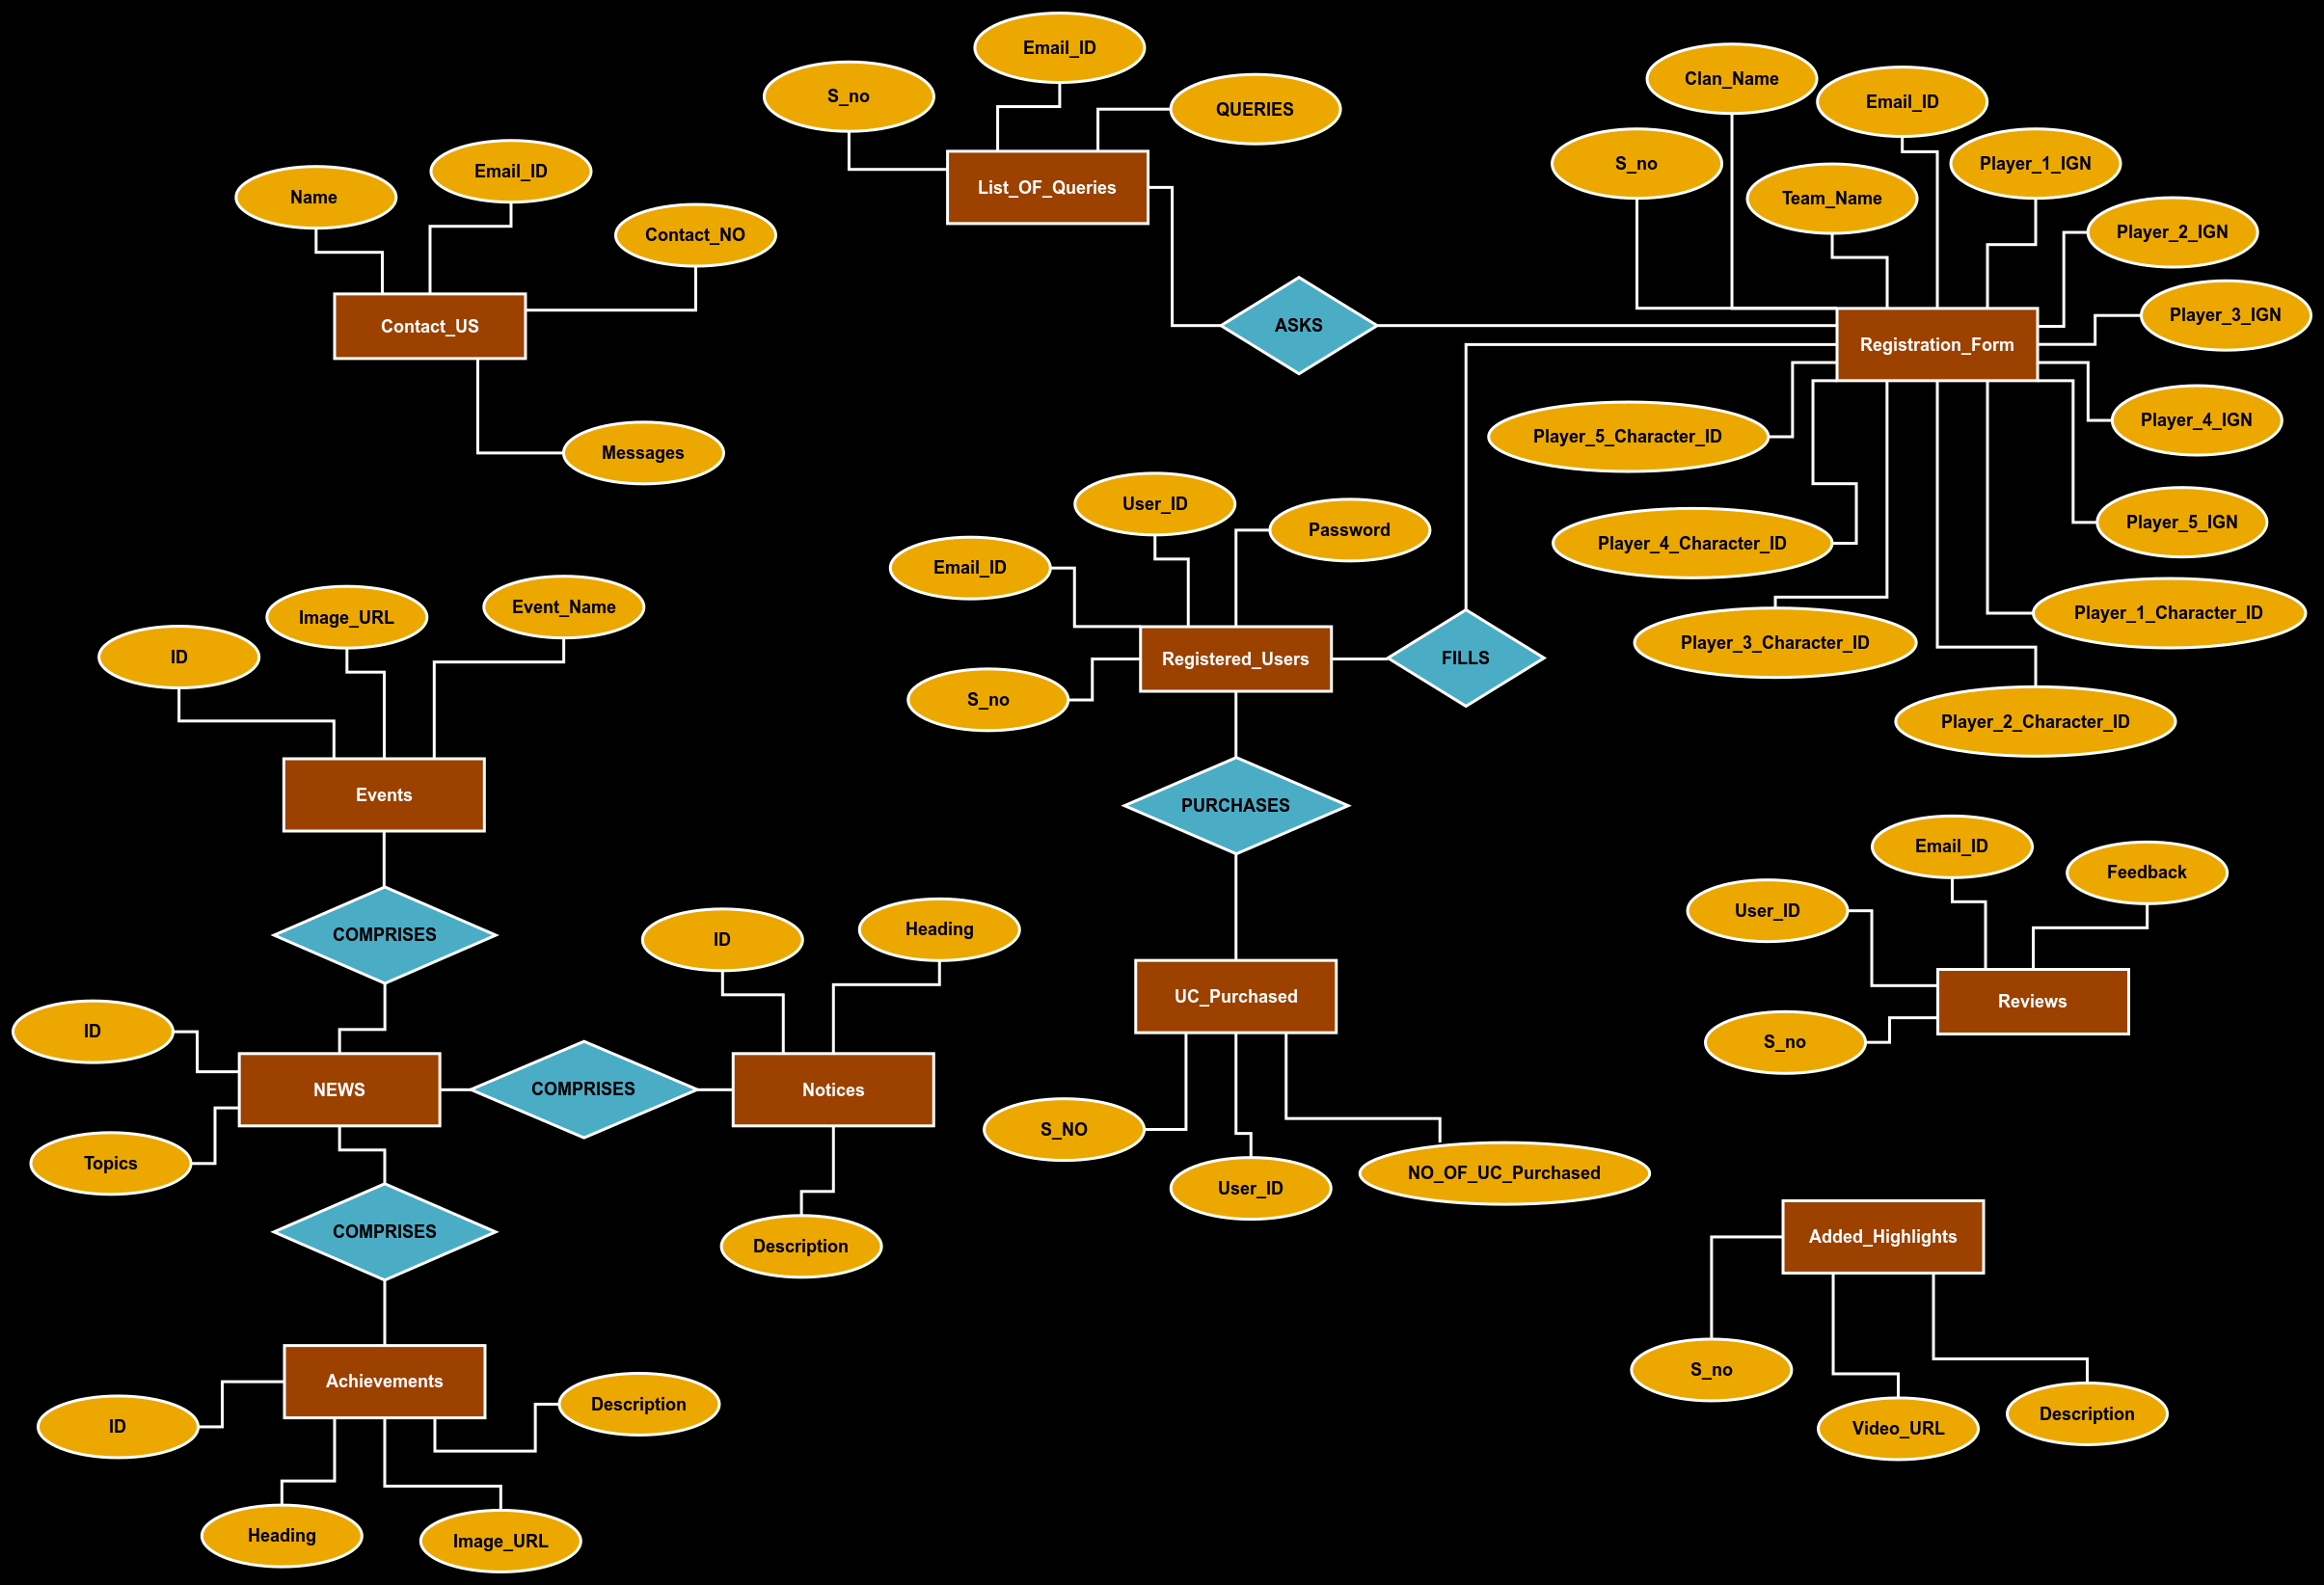 Email_ID
S_no
QUERIES
List_OF_Queries
Clan_Name
Email_ID
S_no
Player_1_IGN
Team_Name
Player_2_IGN
Player_3_IGN
Registration_Form
Player_4_IGN
Player_5_IGN
Player_5_Character_ID
Player_4_Character_ID
Player_3_Character_ID
Player_1_Character_ID
Player_2_Character_ID
ASKS
Name
Email_ID
Contact_NO
Contact_US
Messages
User_ID
Password
Email_ID
Registered_Users
S_no
FILLS
PURCHASES
UC_Purchased
S_NO
User_ID
NO_OF_UC_Purchased
ID
Image_URL
Event_Name
Events
COMPRISES
ID
NEWS
Topics
COMPRISES
ID
Heading
Notices
Description
COMPRISES
Achievements
ID
Description
Heading
Image_URL
Email_ID
Feedback
User_ID
Reviews
S_no
Added_Highlights
S_no
Video_URL
Description